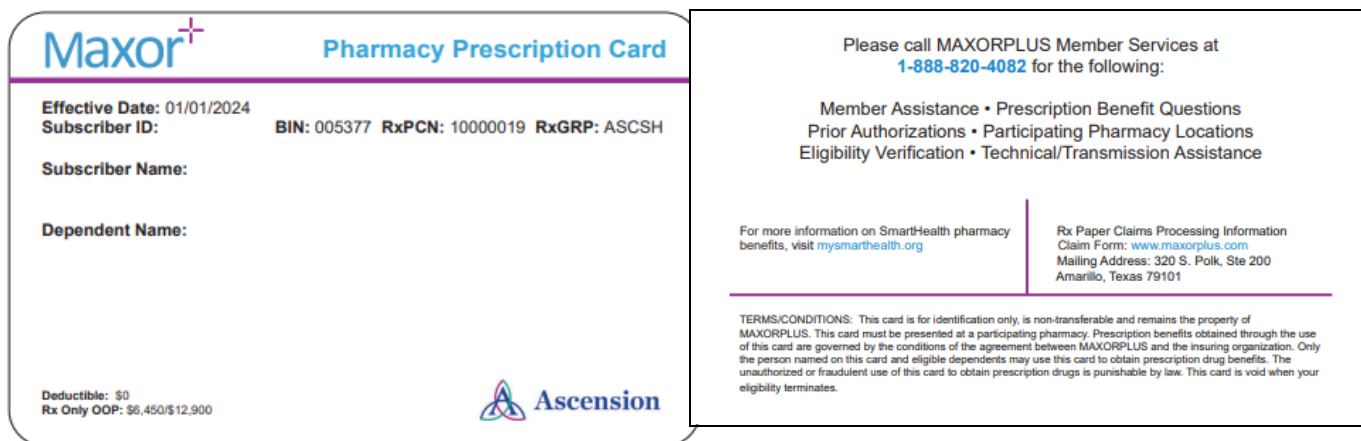 Maxor
Pharmacy Prescription Card
Effective Date: 01/01/2024
Subscriber ID: BIN: 005377 RxPCN: 10000019 RxGRP: ASCSH
Subscriber Name:
Dependent Name:
Deductible: $0
Rx Only OOP: $6,450/$12,900
Ascension
Please call MAXORPLUS Member Services at
1-888-820-4082 for the following:
Member Assistance • Prescription Benefit Questions
Prior Authorizations • Participating Pharmacy Locations
Eligibility Verification • Technical/Transmission Assistance
For more information on SmartHealth pharmacy
benefits, visit mysmarthealth.org
Rx Paper Claims Processing Information
Claim Form: www.maxorplus.com
Mailing Address: 320 S. Polk, Ste 200
Amarillo, Texas 79101
TERMS/CONDITIONS: This card is for identification only, is non-transferable and remains the property of
MAXORPLUS. This card must be presented at a participating pharmacy. Prescription benefits obtained through the use
of this card are governed by the conditions of the agreement between MAXORPLUS and the insuring organization. Only
the person named on this card and eligible dependents may use this card to obtain prescription drug benefits. The
unauthorized or fraudulent use of this card to obtain prescription drugs is punishable by law. This card is void when your
eligibility terminates.